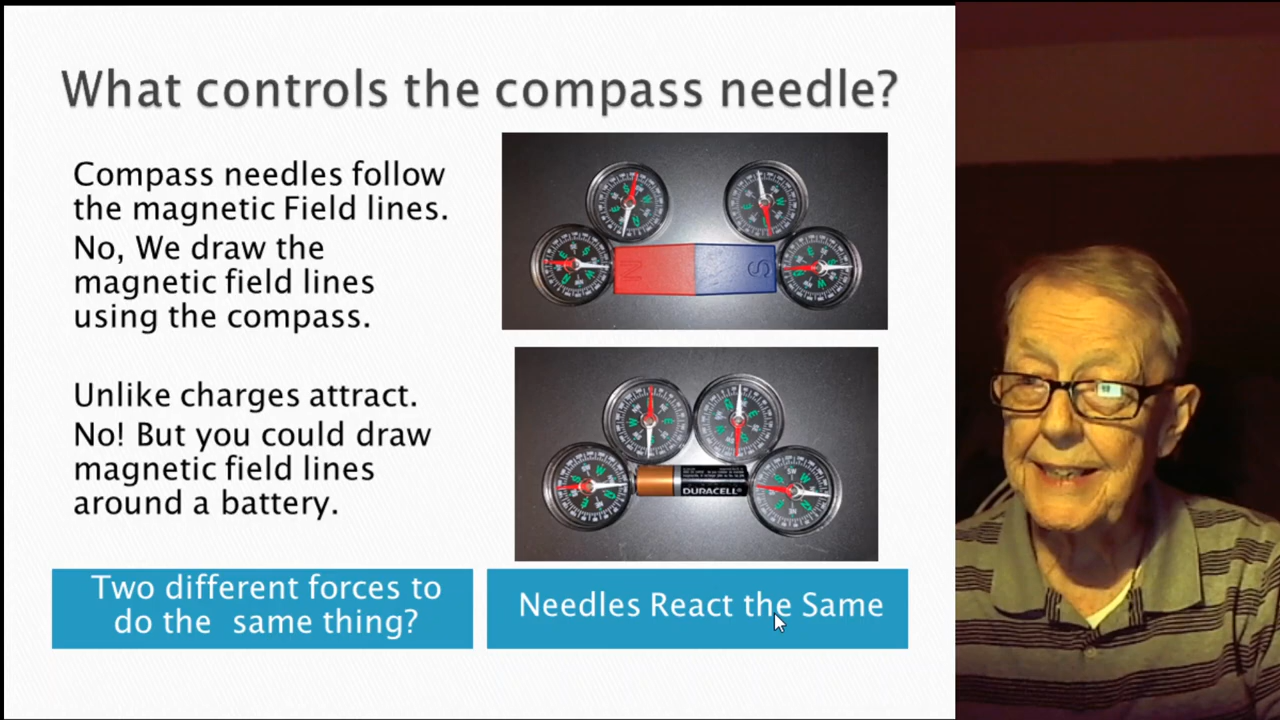 What controls the compass needle?
Compass needles follow
the magnetic Field lines.
No, We draw the
magnetic field lines
using the compass.
Unlike charges attract.
No! But you could draw
magnetic field lines
around a battery.
N
S
DURACELL
Two different forces to
do the same thing?
Needles React the Same